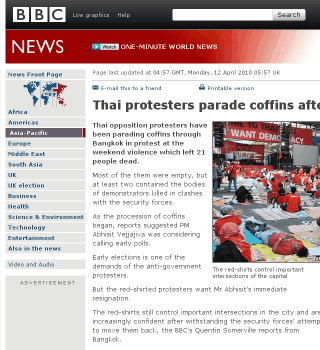 BBC Low graphics Help Search
NEWS Watch ONE-MINUTE WORLD NEWS
News Front Page
Africa
Americas
Asia-Pacific
Europe
Middle East
South Asia
UK
UK election
Business
Health
Science & Environment
Technology
Entertainment
Also in the news
Video and Audio
ADVERTISEMENT
Page last updated at 04:57 GMT, Monday, 12 April 2010 05:57 UK
E-mail this to a friend Printable version
Thai protesters parade coffins after
Thai opposition protesters have
been parading coffins through
Bangkok in protest at the
weekend violence which left 21
people dead.
Most of them were empty, but
at least two contained the bodies
of demonstrators killed in clashes
with the security forces.
As the procession of coffins
began, reports suggested PM
Abhisit Vejjajiva was considering
calling early polls.
Early elections is one of the
demands of the anti-government
protesters.
WANT DEMO
The red-shirts control important
intersections of the capital
But the red-shirted protesters want Mr Abhisit's immediate
resignation.
The red-shirts still control important intersections in the city and are
increasingly confident after withstanding the security forces' attemp
to move them back, the BBC's Quentin Somerville reports from
Bangkok.